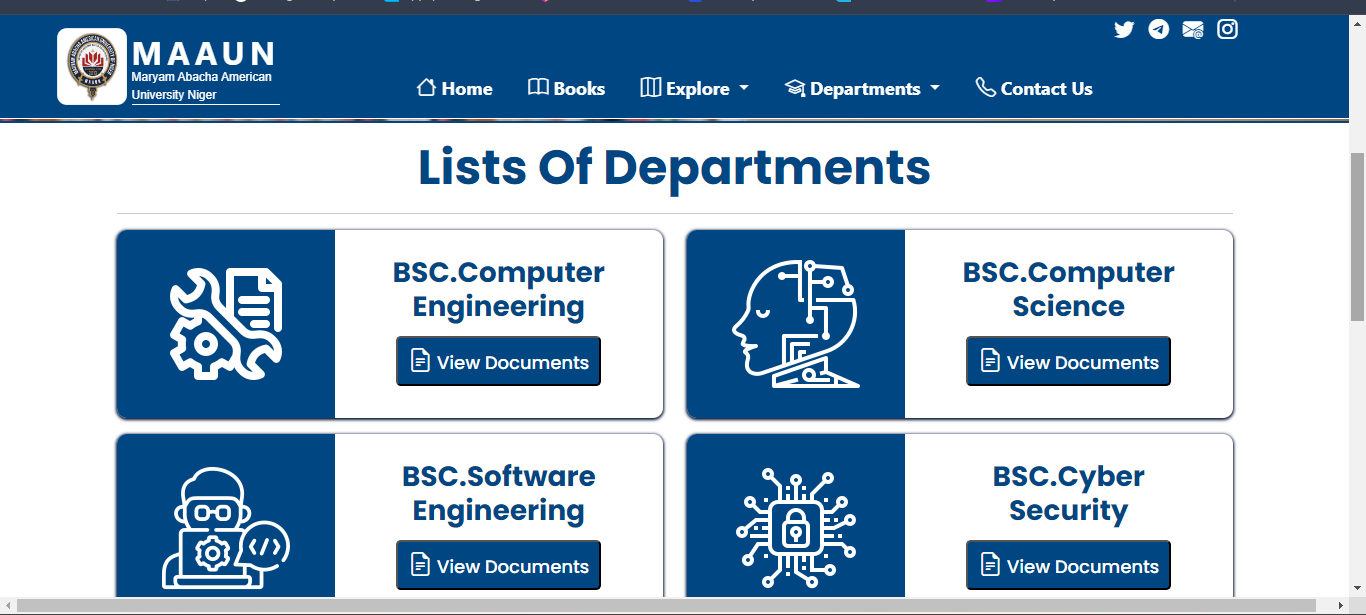 MAAUN
Maryam Abacha American
University Niger
Home
Books
Explore
Departments
Contact Us
Lists Of Departments
BSC.Computer
Engineering
View Documents
BSC.Computer
Science
View Documents
BSC.Software
Engineering
View Documents
BSC.Cyber
Security
View Documents